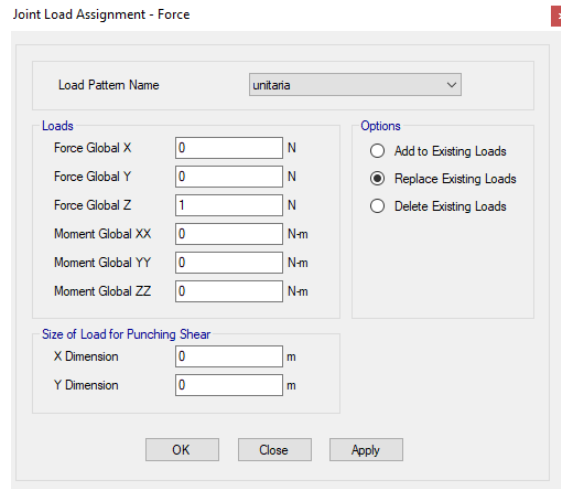 Joint Load Assignment - Force
Load Pattern Name unitaria
Loads
Force Global X 0 N
Force Global Y 0 N
Force Global Z 1 N
Moment Global XX 0 N-m
Moment Global YY 0 N-m
Moment Global ZZ 0 N-m
Options
Add to Existing Loads
Replace Existing Loads
Delete Existing Loads
Size of Load for Punching Shear
X Dimension 0 m
Y Dimension 0 m
OK Close Apply